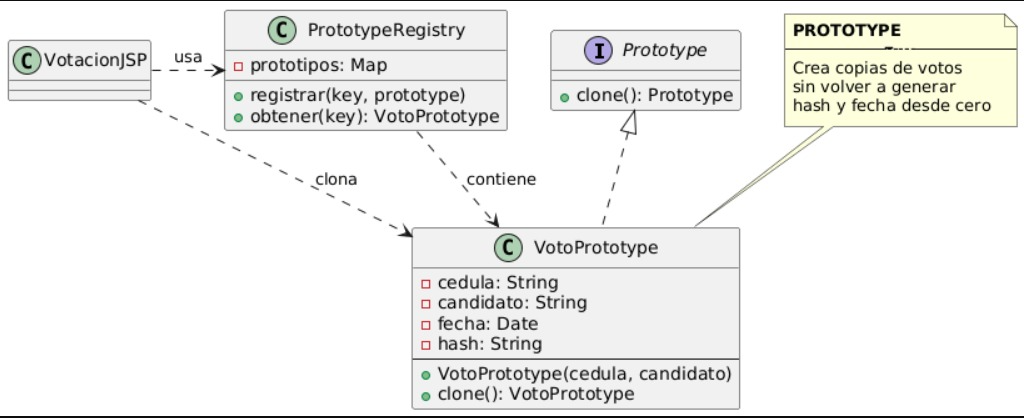 C VotacionJSP
usa
C PrototypeRegistry
prototipos: Map
registrar(key, prototype)
obtener(key): VotoPrototype
I Prototype
clone(): Prototype
PROTOTYPE
Crea copias de votos
sin volver a generar
hash y fecha desde cero
clona
contiene
C VotoPrototype
cedula: String
candidato: String
fecha: Date
hash: String
VotoPrototype(cedula, candidato)
clone(): VotoPrototype